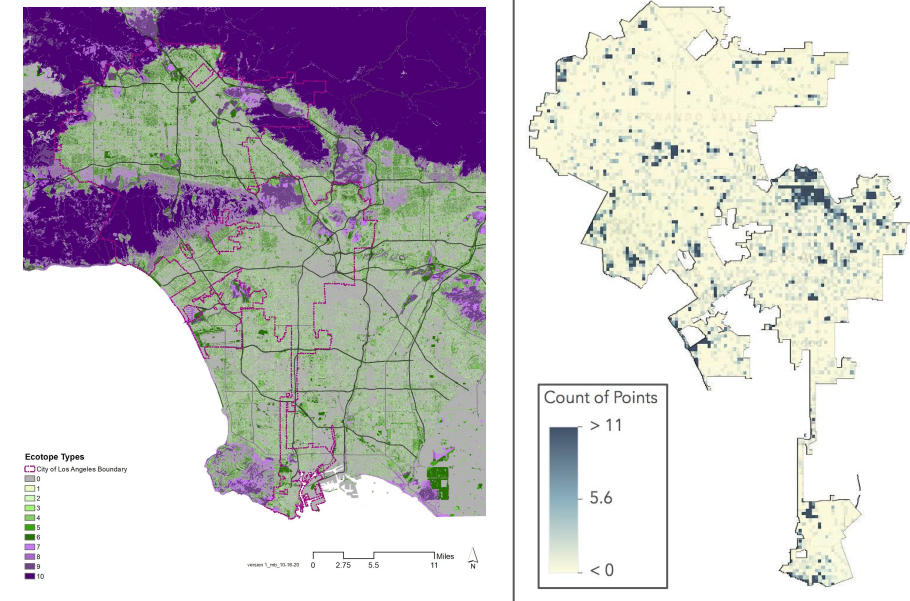 Ecotope Types
City of Los Angeles Boundary
0
1
2
3
4
5
6
7
8
9
10
version 1_mb_10-16-20
0 2.75 5.5 11
Miles
N
Count of Points
> 11
5.6
< 0